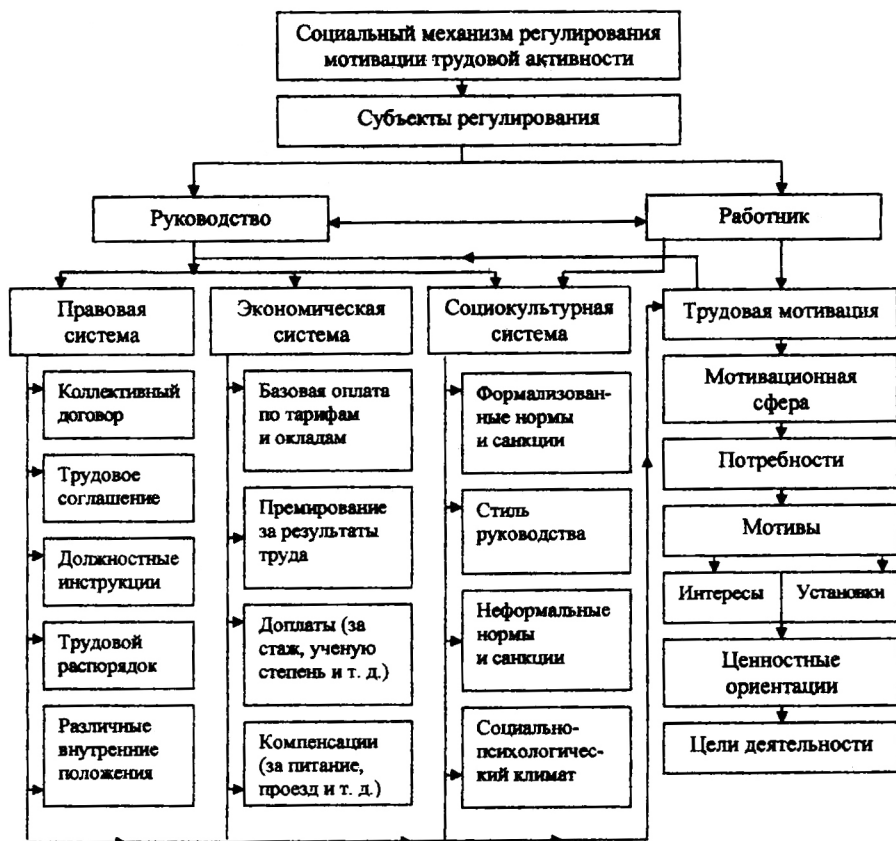 Социальный механизм регулирования
мотивации трудовой активности
Субъекты регулирования
Руководство
Работник
Правовая
система
Коллективный
договор
Трудовое
соглашение
Должностные
инструкции
Трудовой
распорядок
Различные
внутренние
положения
Экономическая
система
Базовая оплата
по тарифам
и окладам
Премирование
за результаты
труда
Доплаты (за
стаж, ученую
степень и т. д.)
Компенсации
(за питание,
проезд и т. д.)
Социокультурная
система
Формализован-
ные нормы
и санкции
Стиль
руководства
Неформальные
нормы
и санкции
Социально-
психологичес-
кий климат
Трудовая мотивация
Мотивационная
сфера
Потребности
Мотивы
Интересы
Установки
Ценностные
ориентации
Цели деятельности